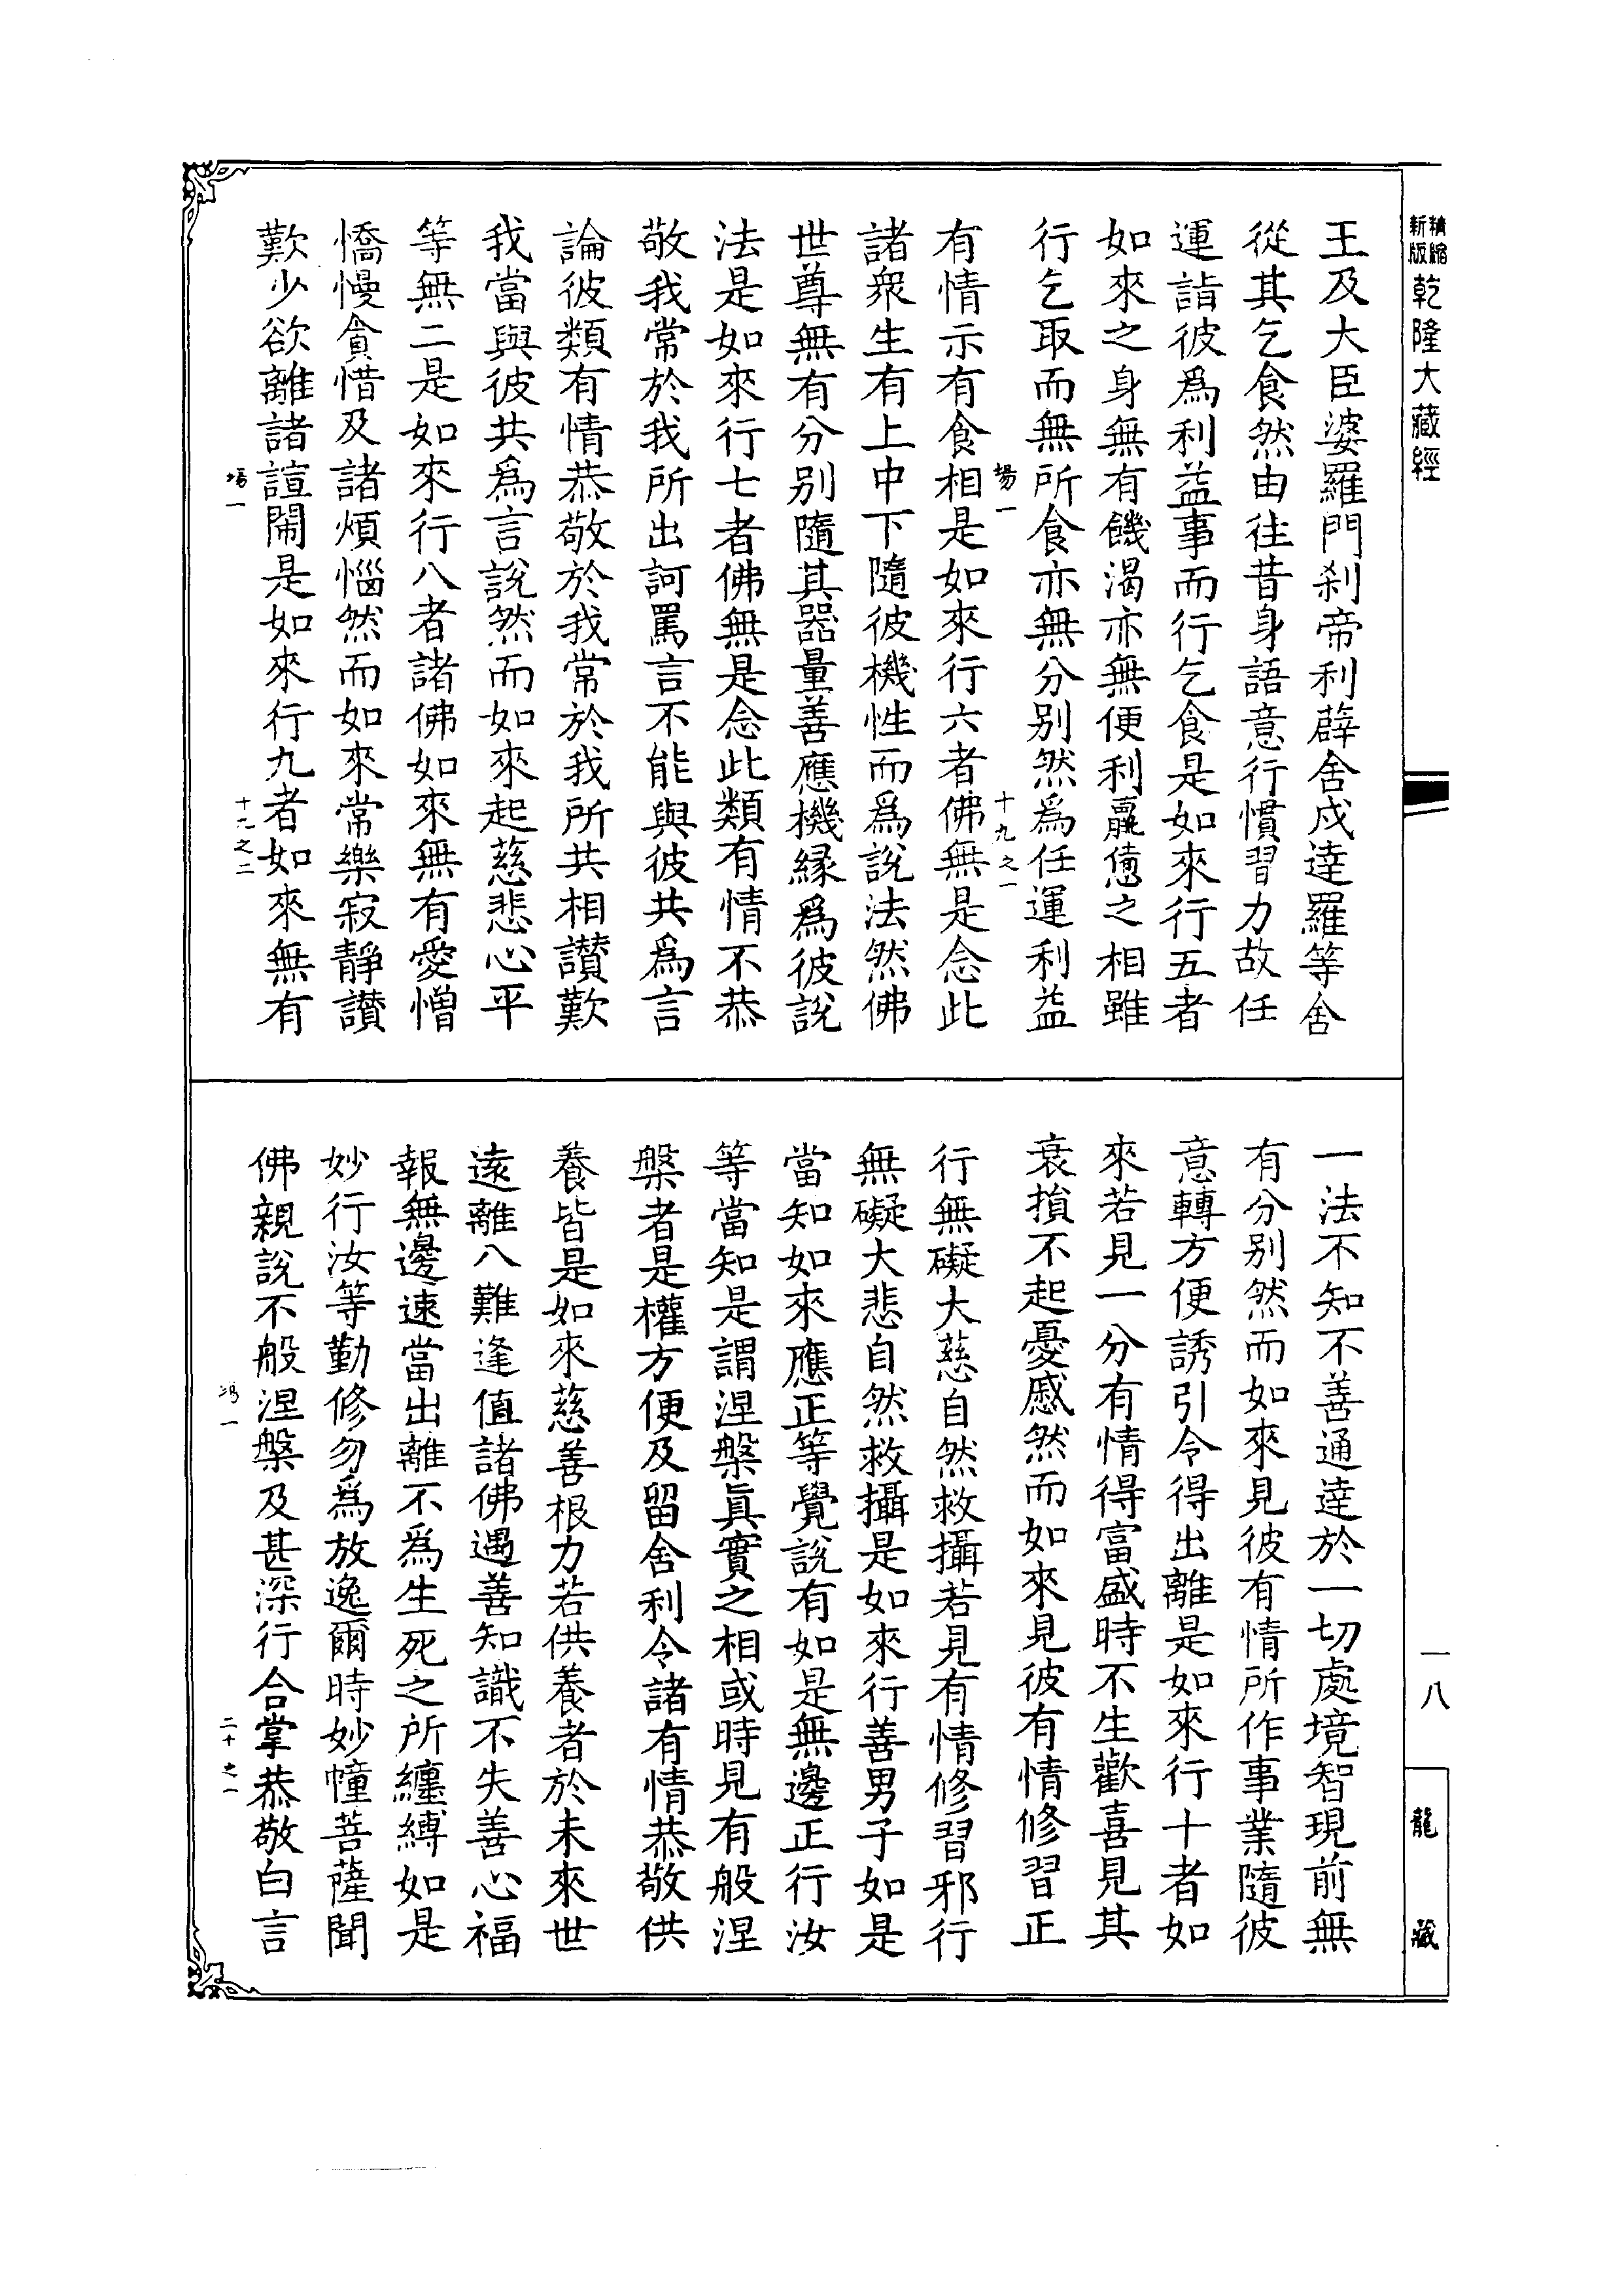 精縮新版
乾隆大藏經
王及大臣婆羅門剎帝利薜舍戍達羅等舍
從其乞食然由往昔身語意行慣習力故任
運詣彼爲利益事而行乞食是如來行五者
如來之身無有饑渴亦無便利羸憊之相雖
行乞取而無所食亦無分別然爲任運利益
塲一
十九之一
有情示有食相是如來行六者佛無是念此
諸衆生有上中下隨彼機性而爲說法然佛
世尊無有分別隨其器量善應機緣爲彼說
法是如來行七者佛無是念此類有情不恭
敬我常於我所出訶罵言不能與彼共爲言
論彼類有情恭敬於我常於我所共相讃歎
我當與彼共爲言說然而如來起慈悲心平
等無二是如來行八者諸佛如來無有愛憎
憍慢貪惜及諸煩惱然而如來常樂寂靜讃
歎少欲離諸諠鬧是如來行九者如來無有
塲一
十九之二
一法不知不善通達於一切處境智現前無
有分別然而如來見彼有情所作事業隨彼
意轉方便誘引令得出離是如來行十者如
來若見一分有情得富盛時不生歡喜見其
衰損不起憂慼然而如來見彼有情修習正
行無礙大慈自然救攝若見有情修習邪行
無礙大悲自然救攝是如來行善男子如是
當知如來應正等覺說有如是無邊正行汝
等當知是謂涅槃眞實之相或時見有般涅
槃者是權方便及留舍利令諸有情恭敬供
養皆是如來慈善根力若供養者於未來世
遠離八難逢值諸佛遇善知識不失善心福
報無邊速當出離不爲生死之所纏縛如是
妙行汝等勤修勿爲放逸爾時妙幢菩薩聞
佛親說不般涅槃及甚深行合掌恭敬白言
塲一
二十之一
一八
龍藏